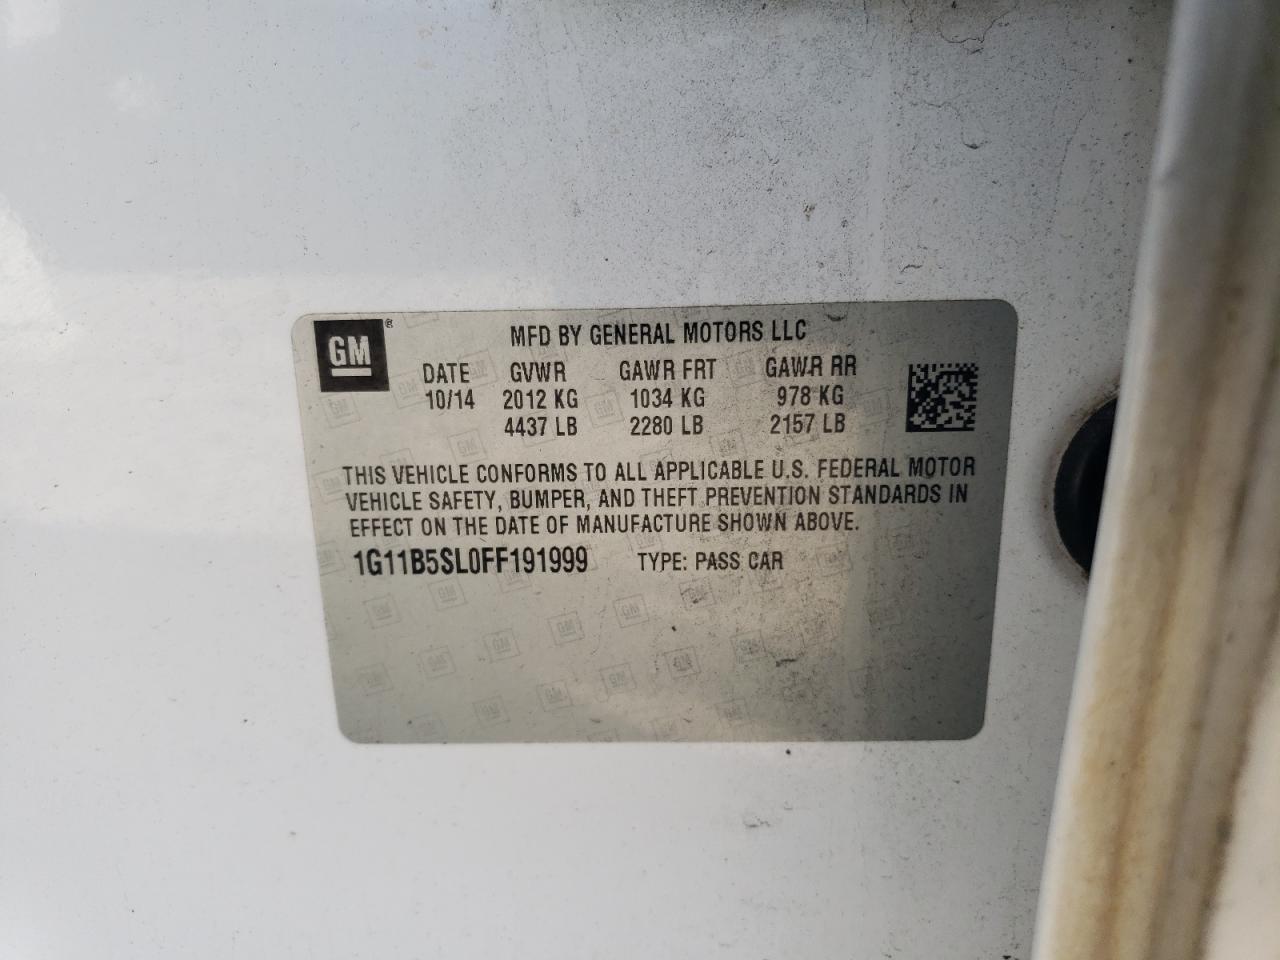 GM®
MFD BY GENERAL MOTORS LLC
DATE GVWR GAWR FRT GAWR RR
10/14 2012 KG 1034 KG 978 KG
4437 LB 2280 LB 2157 LB
THIS VEHICLE CONFORMS TO ALL APPLICABLE U.S. FEDERAL MOTOR
VEHICLE SAFETY, BUMPER, AND THEFT PREVENTION STANDARDS IN
EFFECT ON THE DATE OF MANUFACTURE SHOWN ABOVE.
1G11B5SL0FF191999 TYPE: PASS CAR